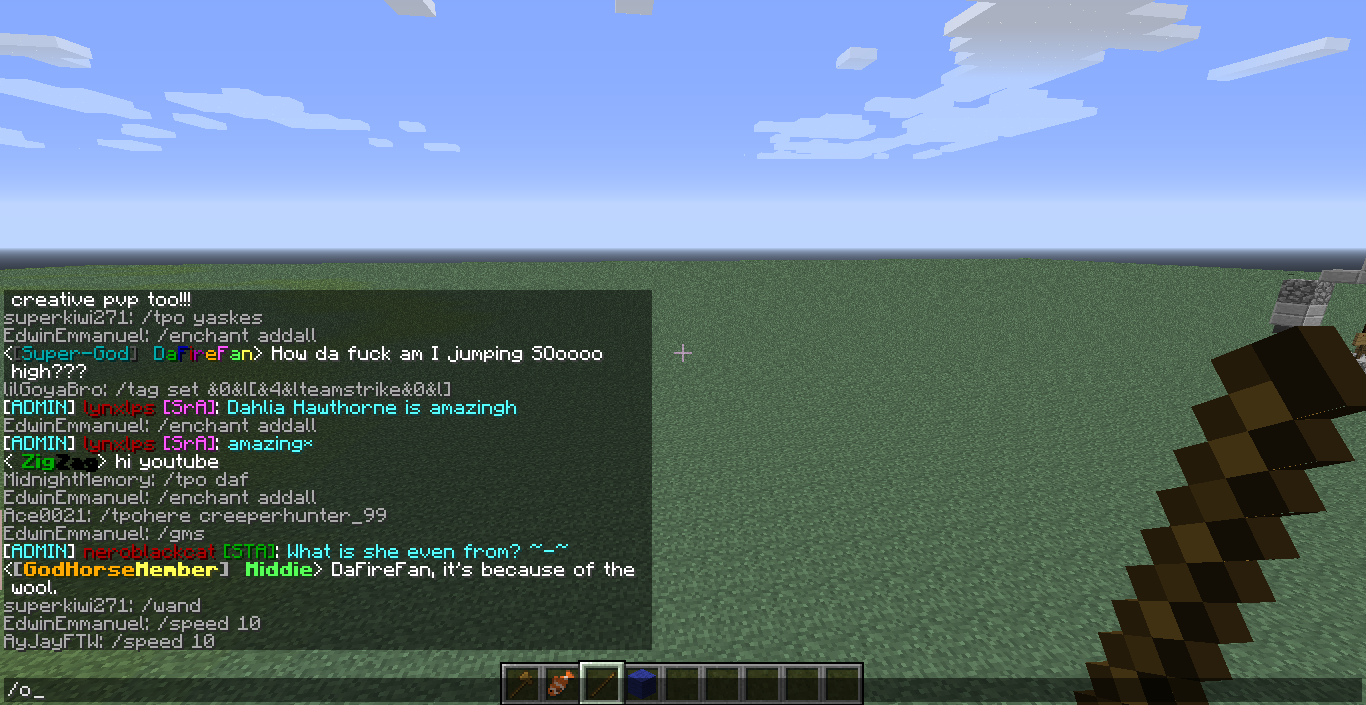 creative pvp too!!!
superkiwi271: /tpo yaskes
EdwinEmmanuel: /enchant addall
<[Super-God] DaFireFan> How da fuck am I jumping SOoooo
high???
lilGoyaBro: /tag set &0&l[&4&lteamstrike&0&l]
[ADMIN] lynxlps [SrA]: Dahlia Hawthorne is amazingh
EdwinEmmanuel: /enchant addall
[ADMIN] lynxlps [SrA]: amazing*
< ZigZag> hi youtube
MidnightMemory: /tpo daf
EdwinEmmanuel: /enchant addall
Ace0021: /tpohere creeperhunter_99
EdwinEmmanuel: /gms
[ADMIN] neroblackcat [STA]: What is she even from? ~-~
<[GodHorseMember] Middie> DaFireFan, it's because of the
wool.
superkiwi271: /wand
EdwinEmmanuel: /speed 10
AyJayFTW: /speed 10
/o_